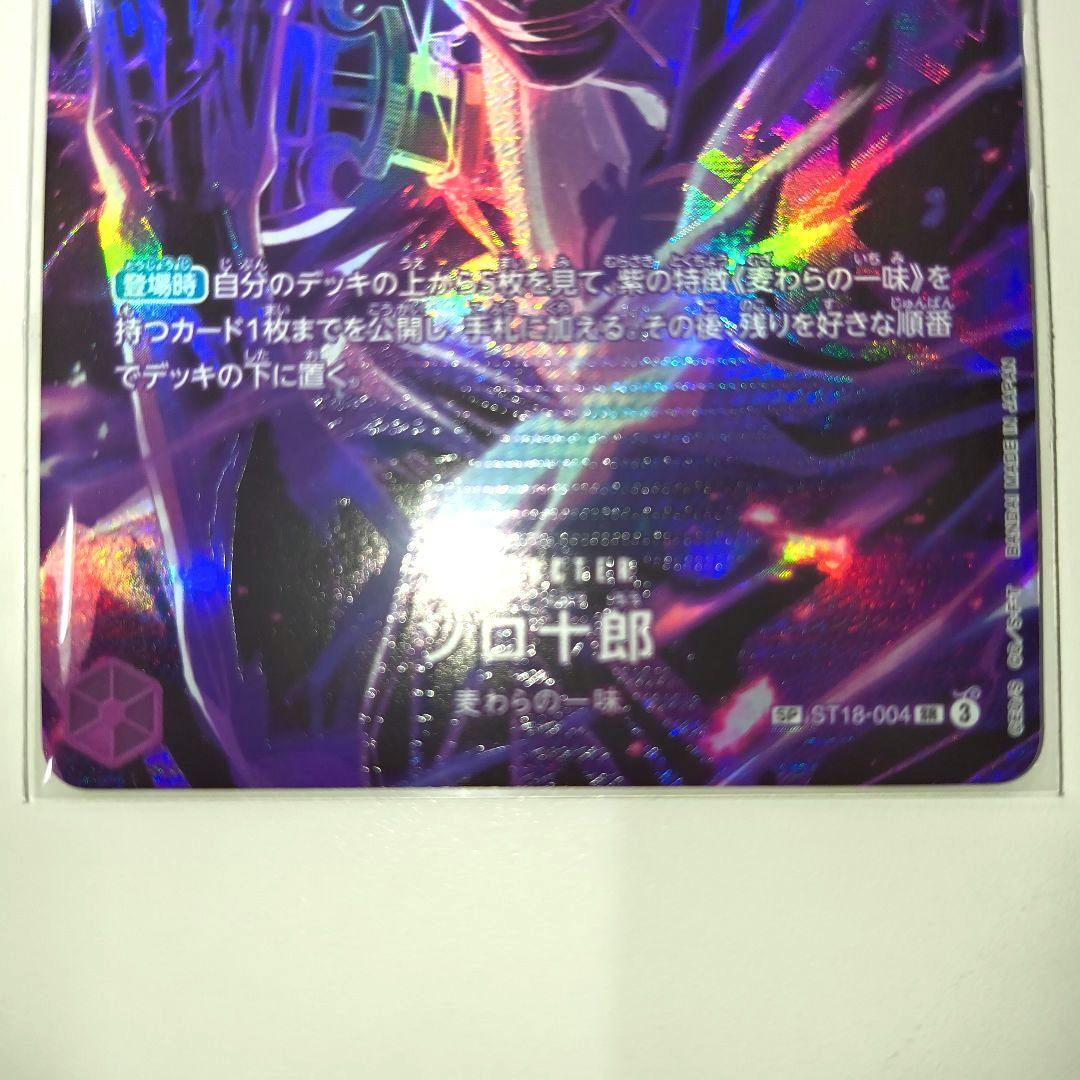 登場時 自分のデッキの上から5枚を見て、紫の特徴《麦わらの一味》を
持つカード1枚までを公開し、手札に加える。その後、残りを好きな順番
でデッキの下に置く。
ゾロ十郎
麦わらの一味
SP ST18-004 SR 3
BANDAI MADE IN JAPAN